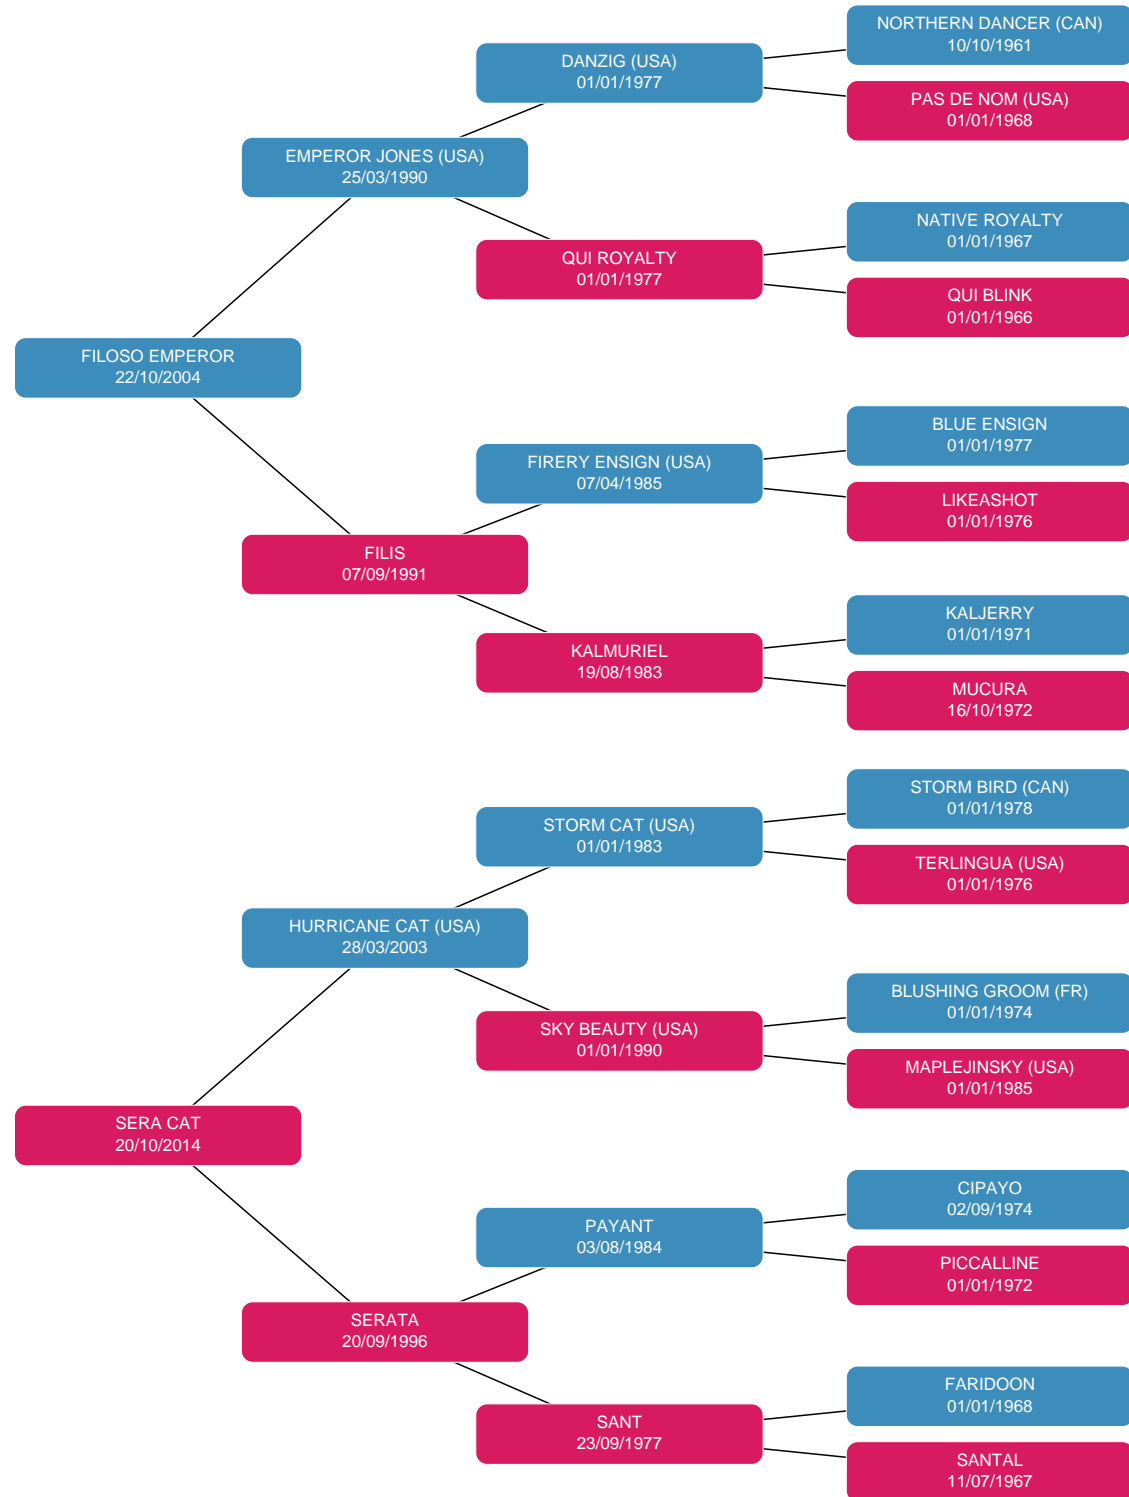 NORTHERN DANCER (CAN)
10/10/1961
DANZIG (USA)
01/01/1977
PAS DE NOM (USA)
01/01/1968
EMPEROR JONES (USA)
25/03/1990
NATIVE ROYALTY
01/01/1967
QUI ROYALTY
01/01/1977
QUI BLINK
01/01/1966
FILOSO EMPEROR
22/10/2004
BLUE ENSIGN
01/01/1977
FIRERY ENSIGN (USA)
07/04/1985
LIKEASHOT
01/01/1976
FILIS
07/09/1991
KALJERRY
01/01/1971
KALMURIEL
19/08/1983
MUCURA
16/10/1972
STORM BIRD (CAN)
01/01/1978
STORM CAT (USA)
01/01/1983
TERLINGUA (USA)
01/01/1976
HURRICANE CAT (USA)
28/03/2003
BLUSHING GROOM (FR)
01/01/1974
SKY BEAUTY (USA)
01/01/1990
MAPLEJINSKY (USA)
01/01/1985
SERA CAT
20/10/2014
CIPAYO
02/09/1974
PAYANT
03/08/1984
PICCALLINE
01/01/1972
SERATA
20/09/1996
FARIDOON
01/01/1968
SANT
23/09/1977
SANTAL
11/07/1967